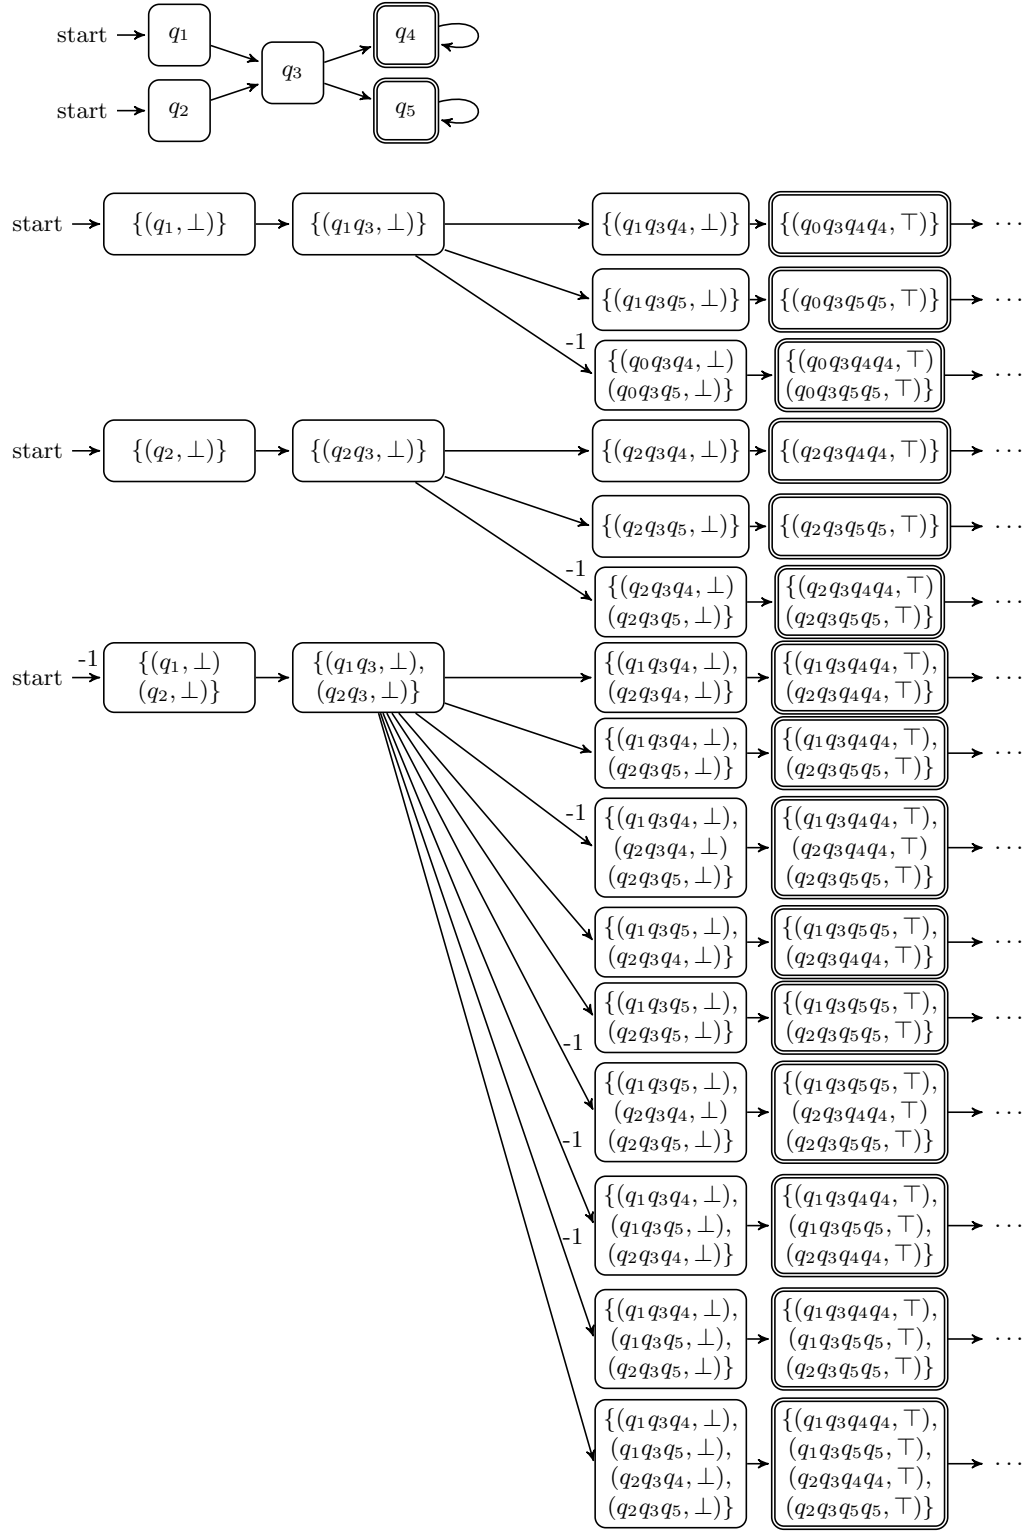 start q₁ q₄
q₃
start q₂ q₅
start {(q₁, ⊥)} {(q₁q₃, ⊥)} {(q₁q₃q₄, ⊥)} {(q₀q₃q₄q₄, ⊤)} ···
{(q₁q₃q₅, ⊥)} {(q₀q₃q₅q₅, ⊤)} ···
-1
{(q₀q₃q₄, ⊥) {(q₀q₃q₄q₄, ⊤) ···
(q₀q₃q₅, ⊥)} (q₀q₃q₅q₅, ⊤)}
start {(q₂, ⊥)} {(q₂q₃, ⊥)} {(q₂q₃q₄, ⊥)} {(q₂q₃q₄q₄, ⊤)} ···
{(q₂q₃q₅, ⊥)} {(q₂q₃q₅q₅, ⊤)} ···
-1
{(q₂q₃q₄, ⊥) {(q₂q₃q₄q₄, ⊤) ···
(q₂q₃q₅, ⊥)} (q₂q₃q₅q₅, ⊤)}
start -1 {(q₁, ⊥) {(q₁q₃, ⊥), {(q₁q₃q₄, ⊥), {(q₁q₃q₄q₄, ⊤), ···
(q₂, ⊥)} (q₂q₃, ⊥)} (q₂q₃q₄, ⊥)} (q₂q₃q₄q₄, ⊤)}
{(q₁q₃q₄, ⊥), {(q₁q₃q₄q₄, ⊤), ···
(q₂q₃q₅, ⊥)} (q₂q₃q₅q₅, ⊤)}
-1 {(q₁q₃q₄, ⊥), {(q₁q₃q₄q₄, ⊤),
(q₂q₃q₄, ⊥) (q₂q₃q₄q₄, ⊤) ···
(q₂q₃q₅, ⊥)} (q₂q₃q₅q₅, ⊤)}
{(q₁q₃q₅, ⊥), {(q₁q₃q₅q₅, ⊤), ···
(q₂q₃q₄, ⊥)} (q₂q₃q₄q₄, ⊤)}
{(q₁q₃q₅, ⊥), {(q₁q₃q₅q₅, ⊤), ···
(q₂q₃q₅, ⊥)} (q₂q₃q₅q₅, ⊤)}
-1
{(q₁q₃q₅, ⊥), {(q₁q₃q₅q₅, ⊤),
(q₂q₃q₄, ⊥) (q₂q₃q₄q₄, ⊤) ···
-1 (q₂q₃q₅, ⊥)} (q₂q₃q₅q₅, ⊤)}
{(q₁q₃q₄, ⊥), {(q₁q₃q₄q₄, ⊤),
(q₁q₃q₅, ⊥), (q₁q₃q₅q₅, ⊤), ···
-1 (q₂q₃q₄, ⊥)} (q₂q₃q₄q₄, ⊤)}
{(q₁q₃q₄, ⊥), {(q₁q₃q₄q₄, ⊤),
(q₁q₃q₅, ⊥), (q₁q₃q₅q₅, ⊤), ···
(q₂q₃q₅, ⊥)} (q₂q₃q₅q₅, ⊤)}
{(q₁q₃q₄, ⊥), {(q₁q₃q₄q₄, ⊤),
(q₁q₃q₅, ⊥), (q₁q₃q₅q₅, ⊤), ···
(q₂q₃q₄, ⊥), (q₂q₃q₄q₄, ⊤),
(q₂q₃q₅, ⊥)} (q₂q₃q₅q₅, ⊤)}